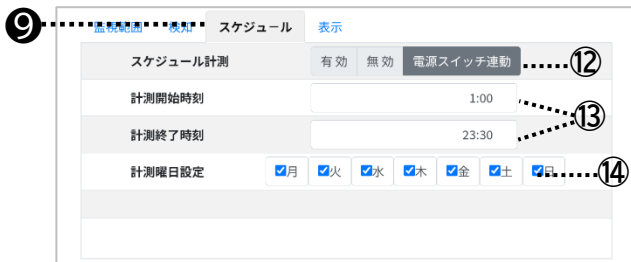 ❾ 監視範囲 検知 スケジュール 表示
スケジュール計測 有効 無効 電源スイッチ連動 ⑫
計測開始時刻 1:00
⑬
計測終了時刻 23:30
計測曜日設定 月 火 水 木 金 土 日 ⑭